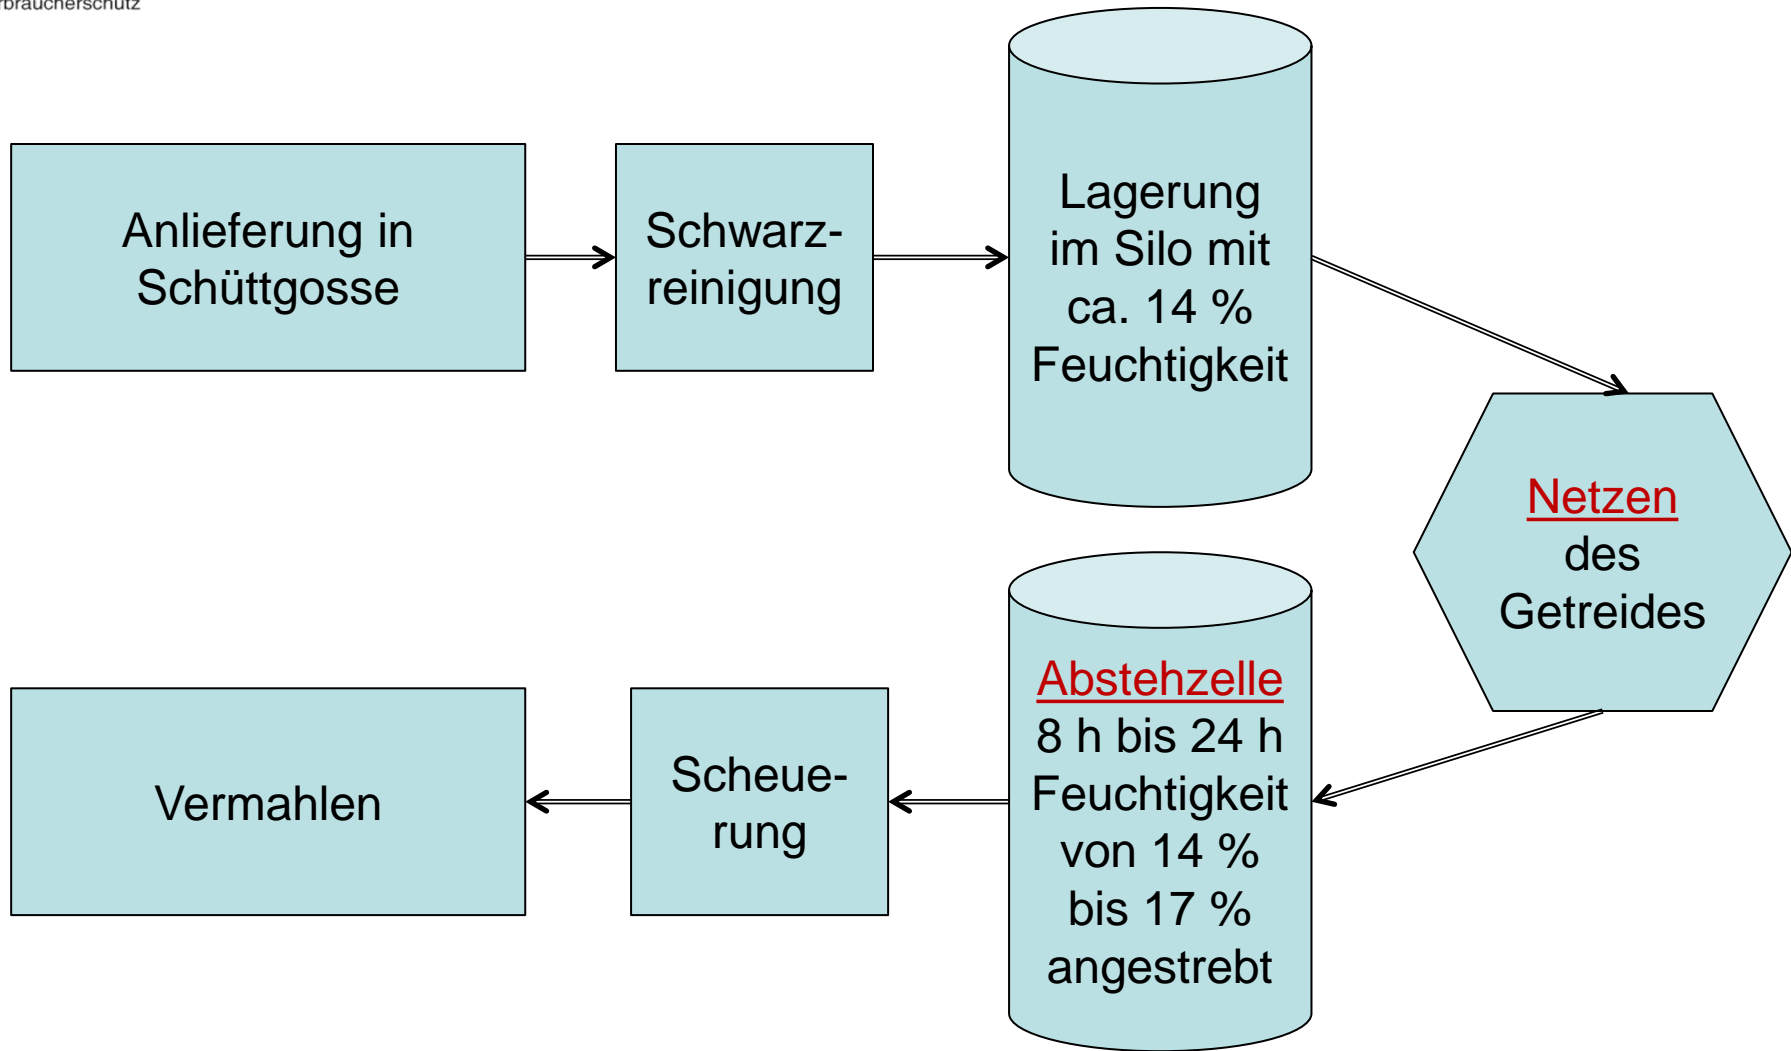 rbraucherschutz
Anlieferung in
Schüttgosse
Schwarz-
reinigung
Lagerung
im Silo mit
ca. 14 %
Feuchtigkeit
Netzen
des
Getreides
Abstehzelle
8 h bis 24 h
Feuchtigkeit
von 14 %
bis 17 %
angestrebt
Scheue-
rung
Vermahlen